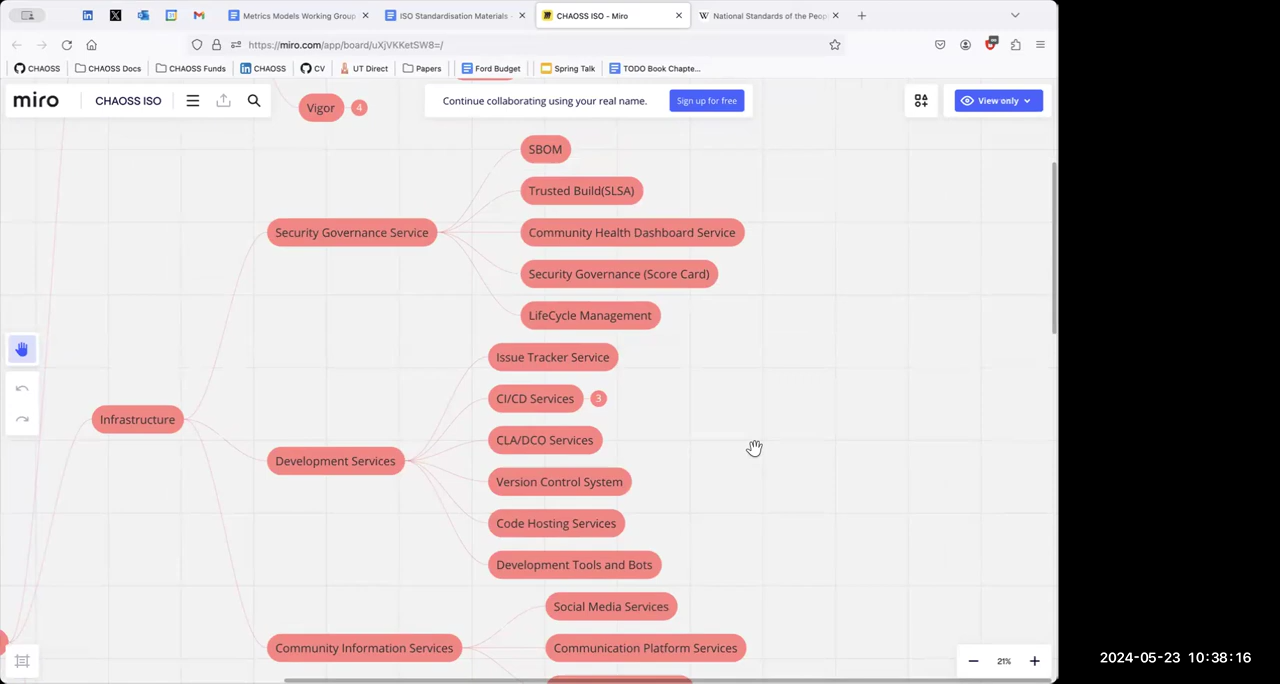 Metrics Models Working Group
ISO Standardisation Materials -
CHAOSS ISO - Miro
National Standards of the Peop
https://miro.com/app/board/uXjVKKetSW8=/
CHAOSS
CHAOSS Docs
CHAOSS Funds
CHAOSS
CV
UT Direct
Papers
Ford Budget
Spring Talk
TODO Book Chapte...
miro
CHAOSS ISO
Continue collaborating using your real name.
Sign up for free
View only
Vigor
4
SBOM
Trusted Build(SLSA)
Security Governance Service
Community Health Dashboard Service
Security Governance (Score Card)
LifeCycle Management
Issue Tracker Service
CI/CD Services
3
Infrastructure
CLA/DCO Services
Development Services
Version Control System
Code Hosting Services
Development Tools and Bots
Social Media Services
Community Information Services
Communication Platform Services
21%
2024-05-23 10:38:16